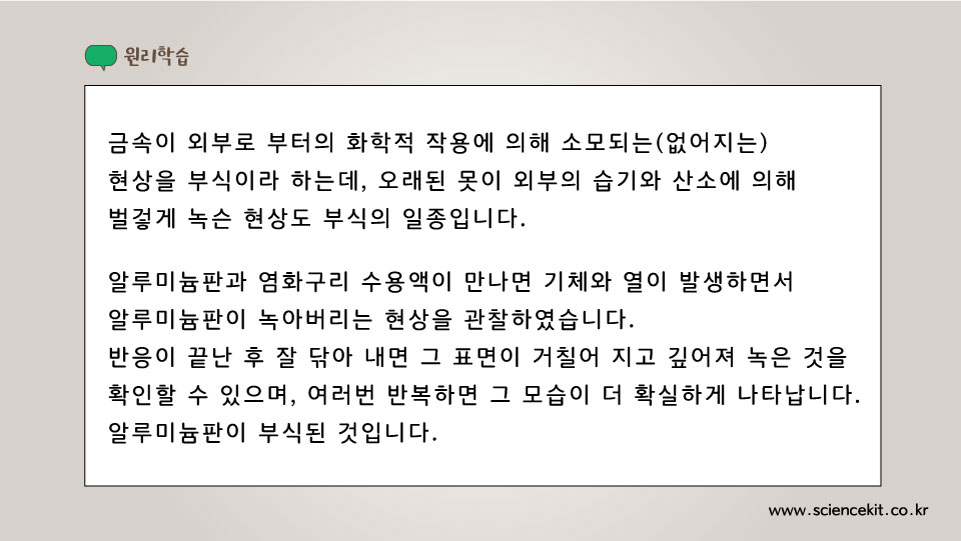 원리학습
금속이 외부로 부터의 화학적 작용에 의해 소모되는(없어지는)
현상을 부식이라 하는데, 오래된 못이 외부의 습기와 산소에 의해
벌겋게 녹슨 현상도 부식의 일종입니다.
알루미늄판과 염화구리 수용액이 만나면 기체와 열이 발생하면서
알루미늄판이 녹아버리는 현상을 관찰하였습니다.
반응이 끝난 후 잘 닦아 내면 그 표면이 거칠어 지고 깊어져 녹은 것을
확인할 수 있으며, 여러번 반복하면 그 모습이 더 확실하게 나타납니다.
알루미늄판이 부식된 것입니다.
www.sciencekit.co.kr